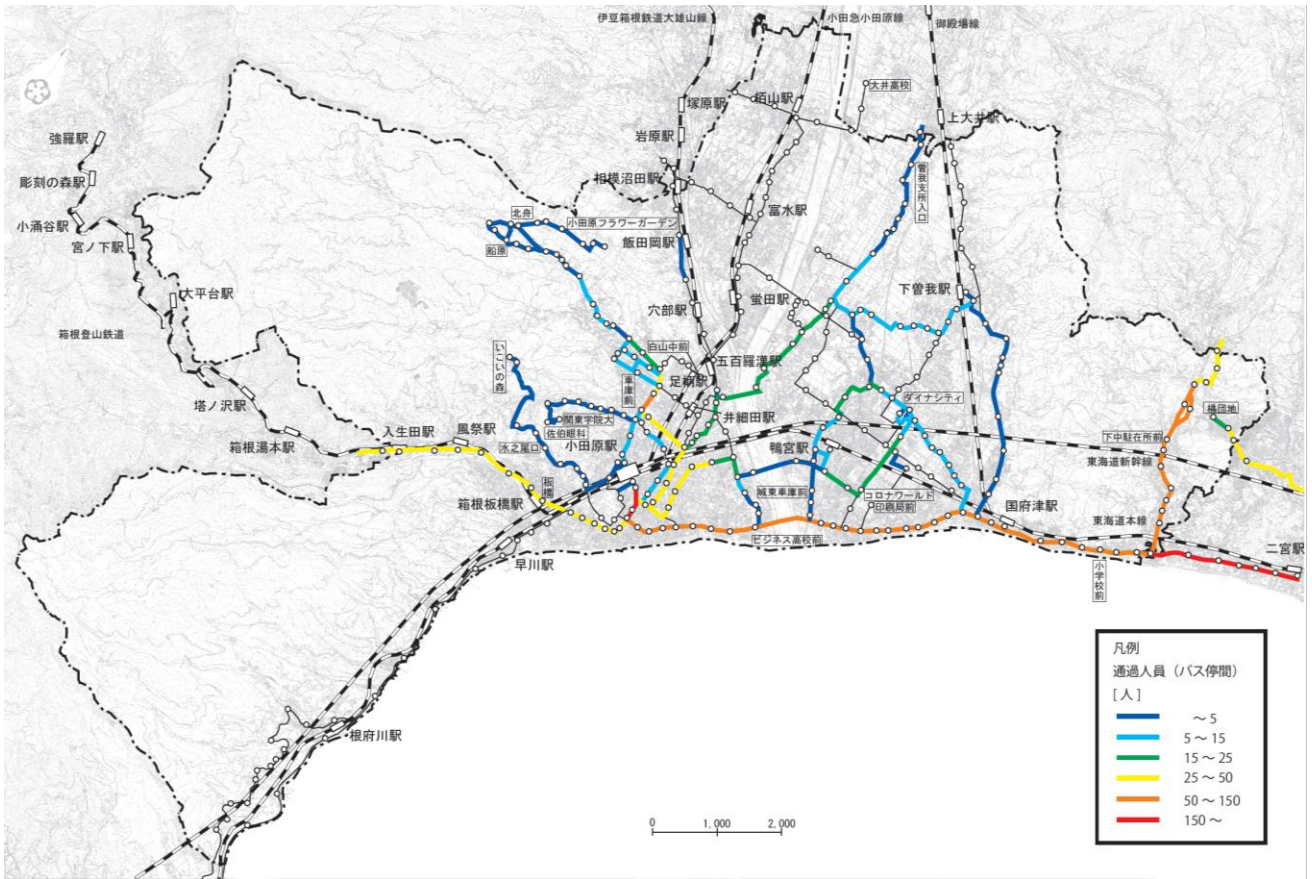 伊豆箱根鉄道大雄山線
小田急小田原線
御殿場線
塚原駅
栢山駅
大井高校
上大井駅
強羅駅
岩原駅
彫刻の森駅
相模沼田駅
曽我支所入口
小涌谷駅
北舟
小田原フラワーガーデン
富水駅
宮ノ下駅
船原
飯田岡駅
大平台駅
下曽我駅
穴部駅
蛍田駅
箱根登山鉄道
いこいの森
白山中前
五百羅漢駅
足柄駅
車庫前
塔ノ沢駅
ダイナシティ
橘団地
関東学院大
井細田駅
入生田駅
風祭駅
佐伯眼科
下中駐在所前
箱根湯本駅
水之尾口
小田原駅
鴨宮駅
東海道新幹線
板橋
城東車庫前
コロナワールド
箱根板橋駅
印刷局前
国府津駅
東海道本線
ビジネス高校前
二宮駅
早川駅
小学校前
根府川駅
凡例
通過人員（バス停間）
[人]
～5
5～15
15～25
25～50
50～150
150～
0 1,000 2,000